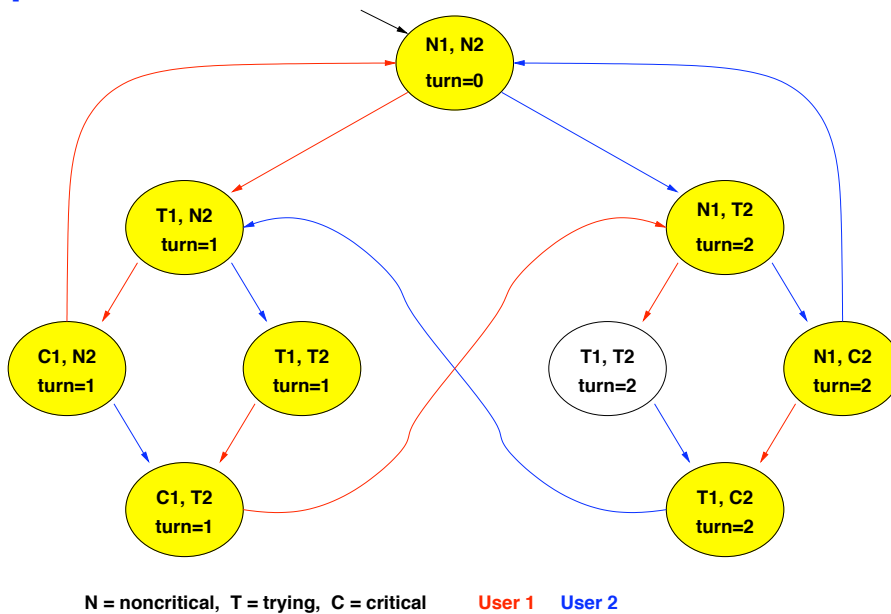 N1, N2
turn=0
T1, N2
turn=1
N1, T2
turn=2
C1, N2
turn=1
T1, T2
turn=1
T1, T2
turn=2
N1, C2
turn=2
C1, T2
turn=1
T1, C2
turn=2
N = noncritical, T = trying, C = critical User 1 User 2